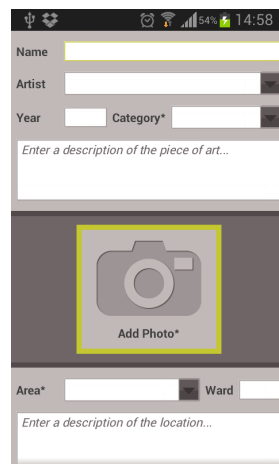 54% 14:58
Name
Artist
Year Category*
Enter a description of the piece of art...
Add Photo*
Area* Ward
Enter a description of the location...